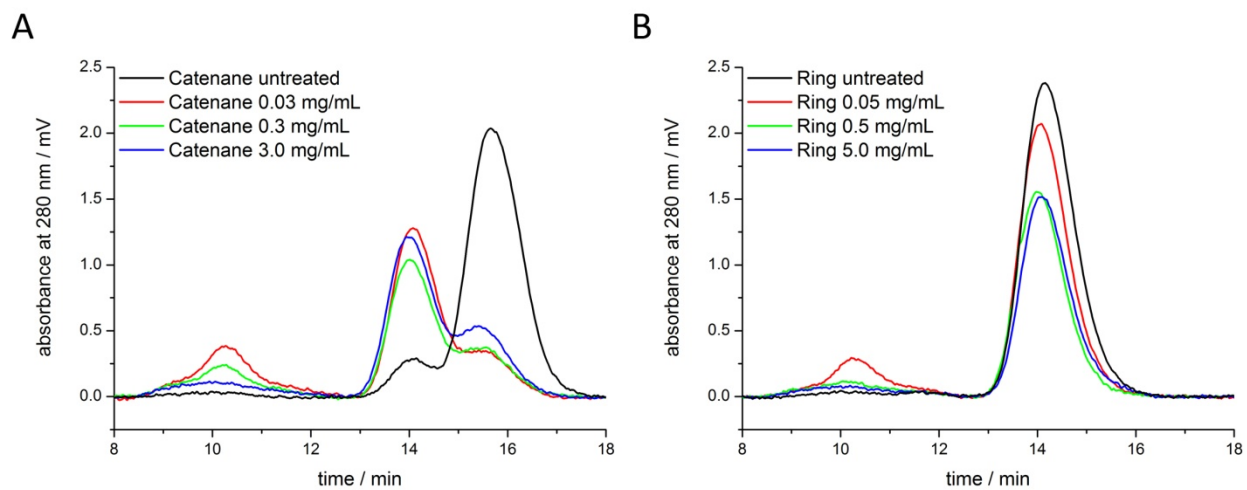 A
B
Catenane untreated
Catenane 0.03 mg/mL
Catenane 0.3 mg/mL
Catenane 3.0 mg/mL
absorbance at 280 nm / mV
2.5
2.0
1.5
1.0
0.5
0.0
8 10 12 14 16 18
time / min
Ring untreated
Ring 0.05 mg/mL
Ring 0.5 mg/mL
Ring 5.0 mg/mL
absorbance at 280 nm / mV
2.5
2.0
1.5
1.0
0.5
0.0
8 10 12 14 16 18
time / min